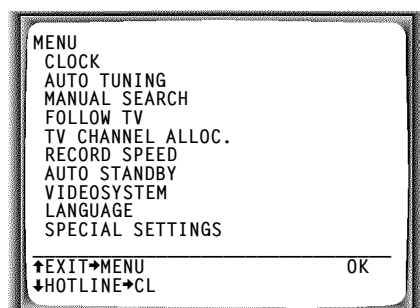 MENU
CLOCK
AUTO TUNING
MANUAL SEARCH
FOLLOW TV
TV CHANNEL ALLOC.
RECORD SPEED
AUTO STANDBY
VIDEOSYSTEM
LANGUAGE
SPECIAL SETTINGS
↑EXIT→MENU OK
↓HOTLINE→CL